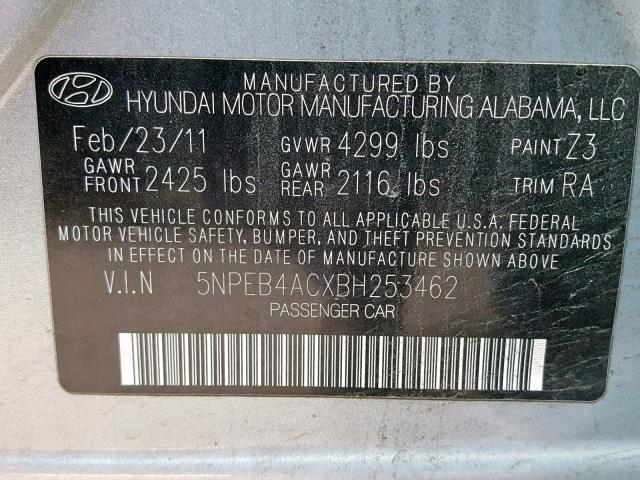 MANUFACTURED BY
HYUNDAI MOTOR MANUFACTURING ALABAMA, LLC
Feb/23/11 GVWR 4299 lbs PAINT Z3
GAWR FRONT 2425 lbs GAWR REAR 2116 lbs TRIM RA
THIS VEHICLE CONFORMS TO ALL APPLICABLE U.S.A. FEDERAL
MOTOR VEHICLE SAFETY, BUMPER, AND THEFT PREVENTION STANDARDS
IN EFFECT ON THE DATE OF MANUFACTURE SHOWN ABOVE
V.I.N 5NPEB4ACXBH253462
PASSENGER CAR